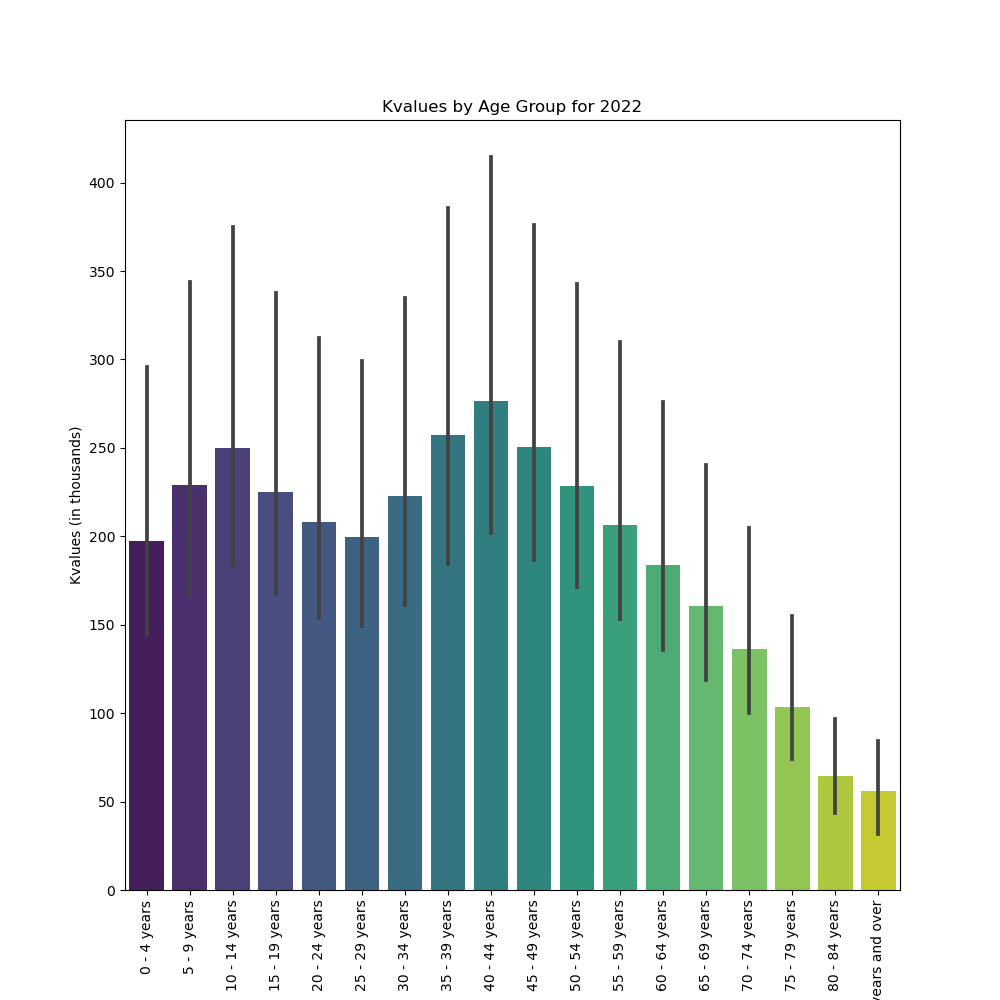 Kvalues by Age Group for 2022
Kvalues (in thousands)
400
350
300
250
200
150
100
50
0
0 - 4 years
5 - 9 years
10 - 14 years
15 - 19 years
20 - 24 years
25 - 29 years
30 - 34 years
35 - 39 years
40 - 44 years
45 - 49 years
50 - 54 years
55 - 59 years
60 - 64 years
65 - 69 years
70 - 74 years
75 - 79 years
80 - 84 years
years and over